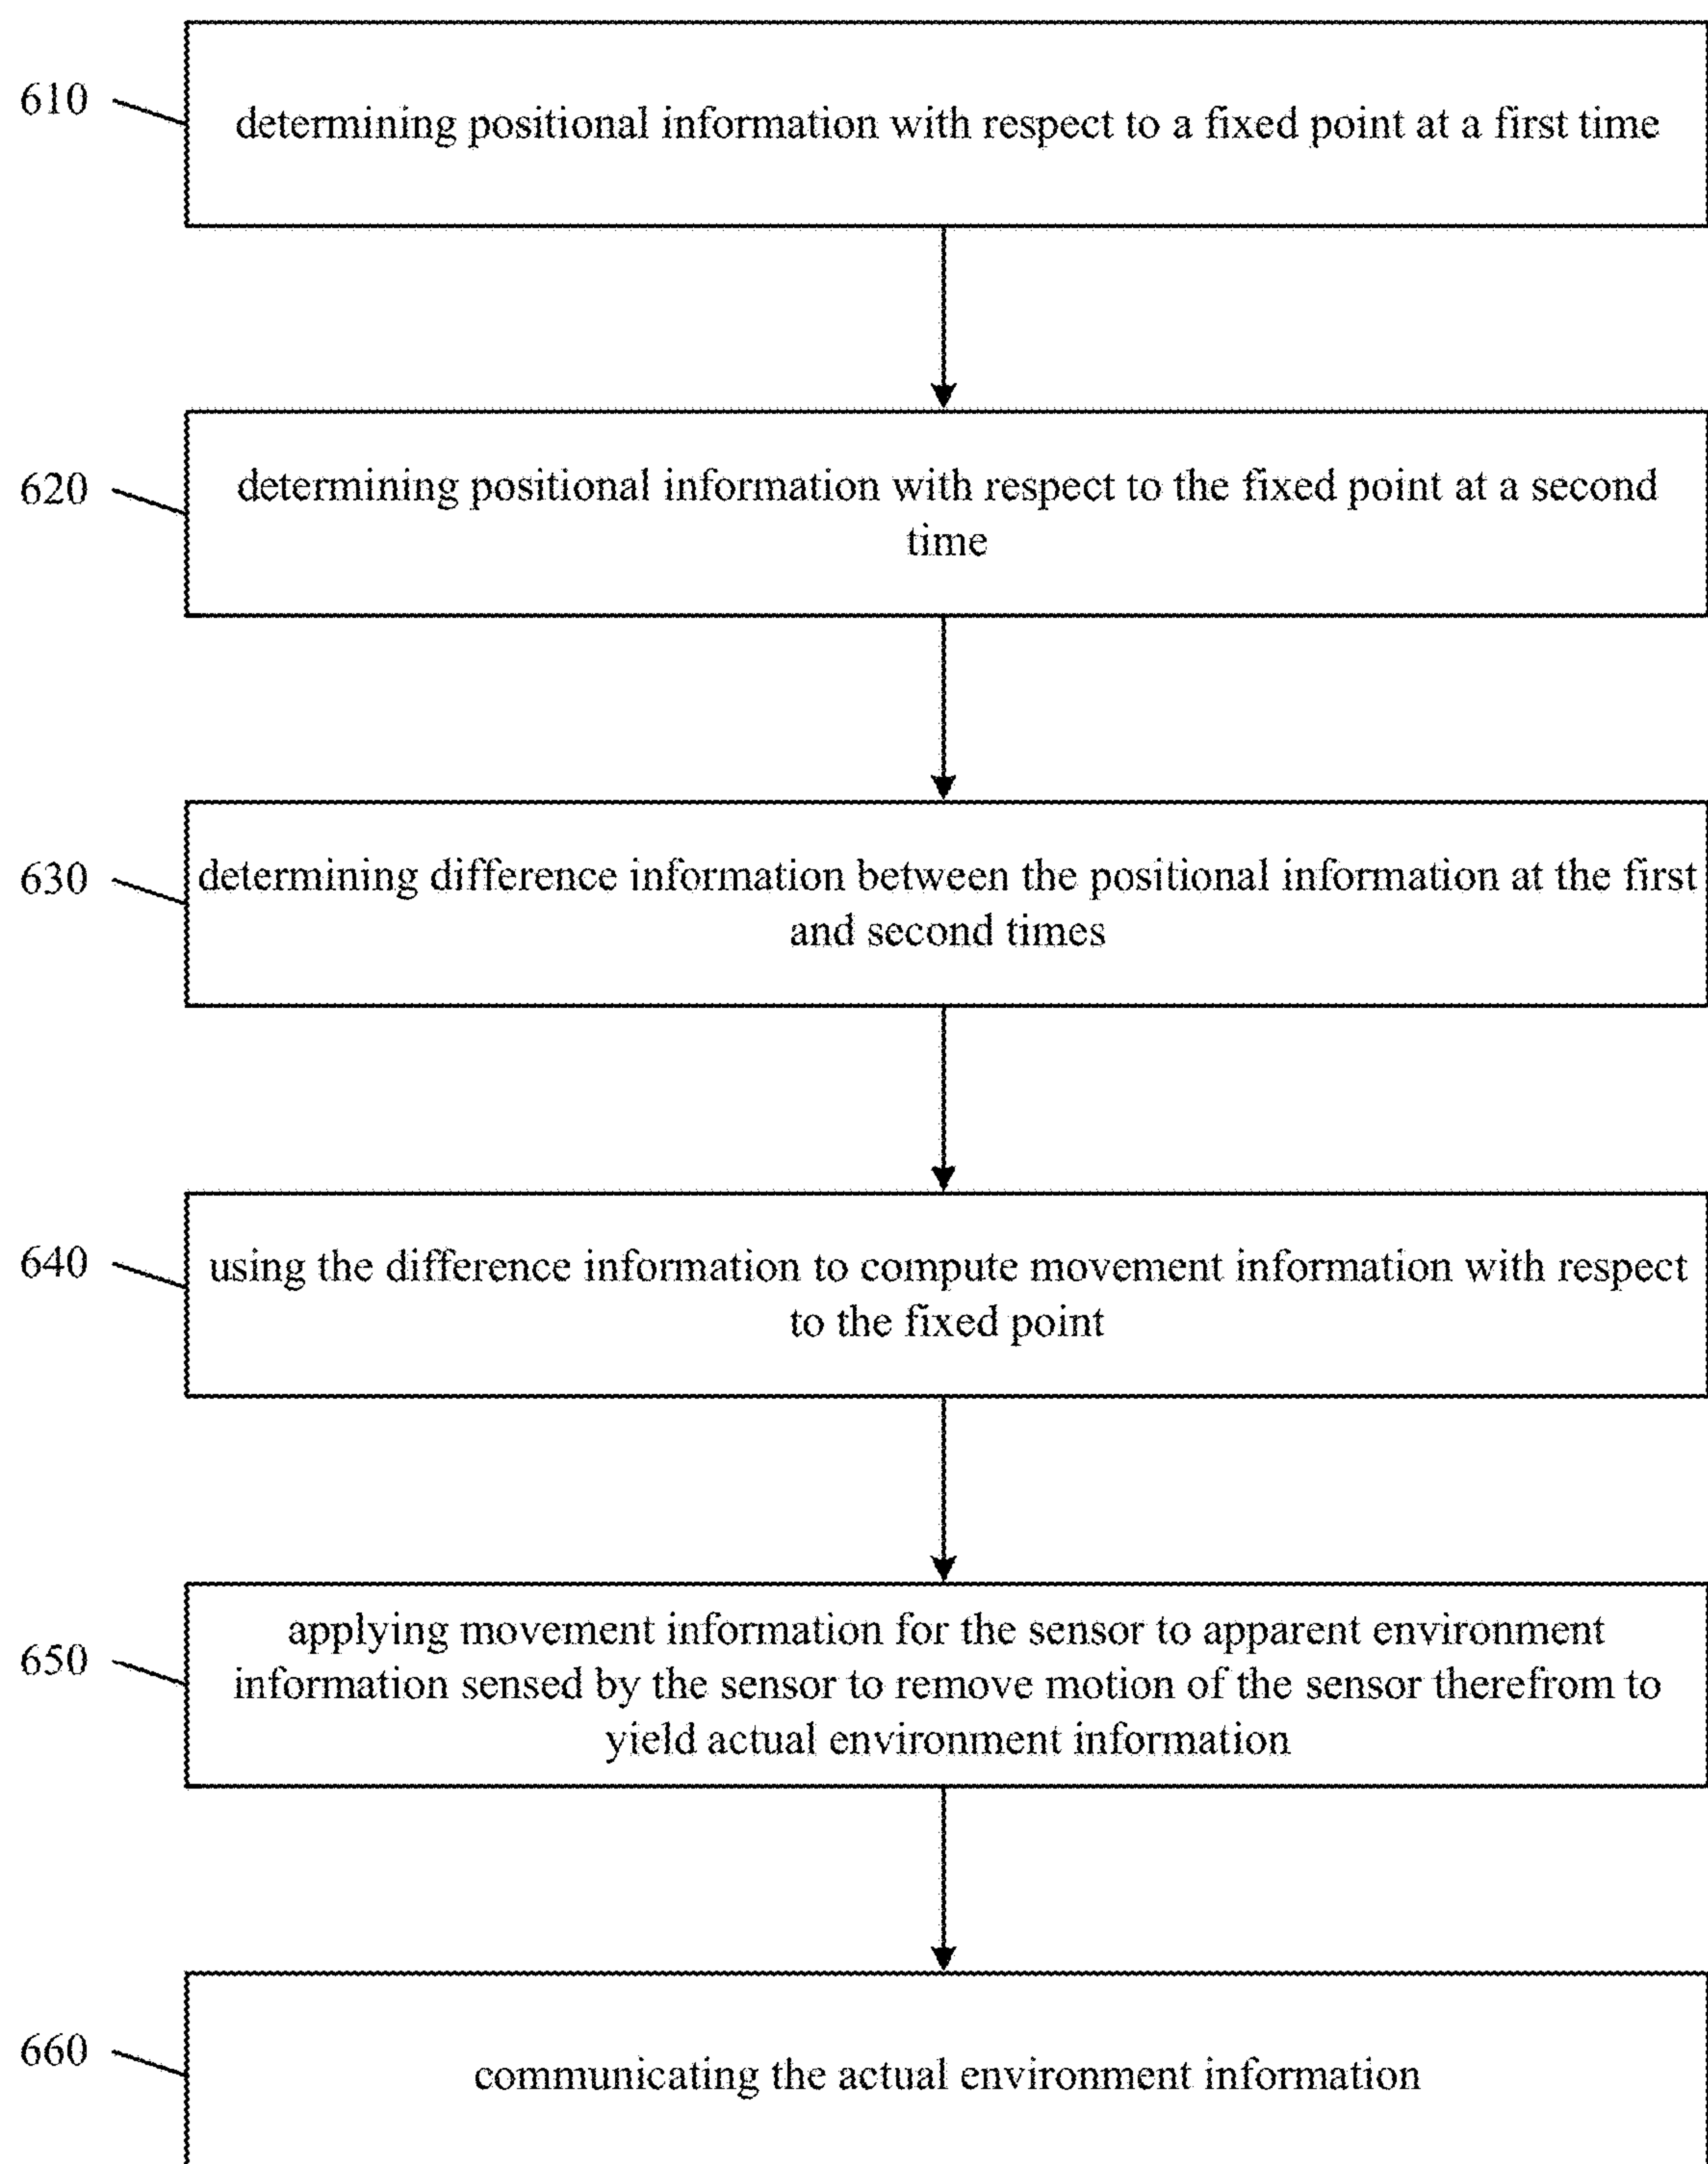 610
determining positional information with respect to a fixed point at a first time
620
determining positional information with respect to the fixed point at a second
time
630
determining difference information between the positional information at the first
and second times
640
using the difference information to compute movement information with respect
to the fixed point
650
applying movement information for the sensor to apparent environment
information sensed by the sensor to remove motion of the sensor therefrom to
yield actual environment information
660
communicating the actual environment information